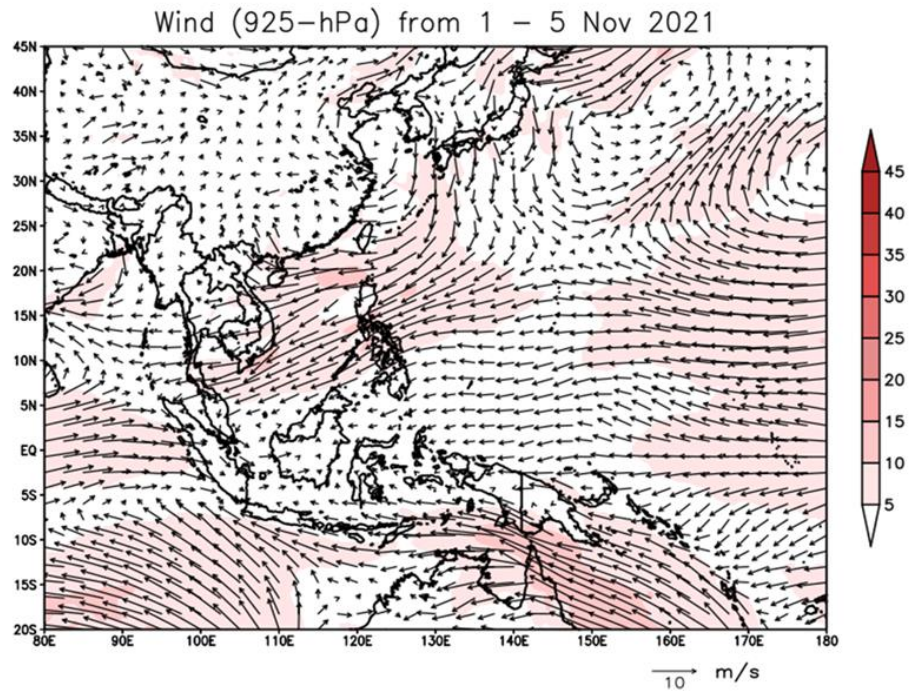 Wind (925-hPa) from 1 - 5 Nov 2021
45N
40N
35N
30N
25N
20N
15N
10N
5N
EQ
5S
10S
15S
20S
80E 90E 100E 110E 120E 130E 140E 150E 160E 170E 180
45
40
35
30
25
20
15
10
5
10 m/s